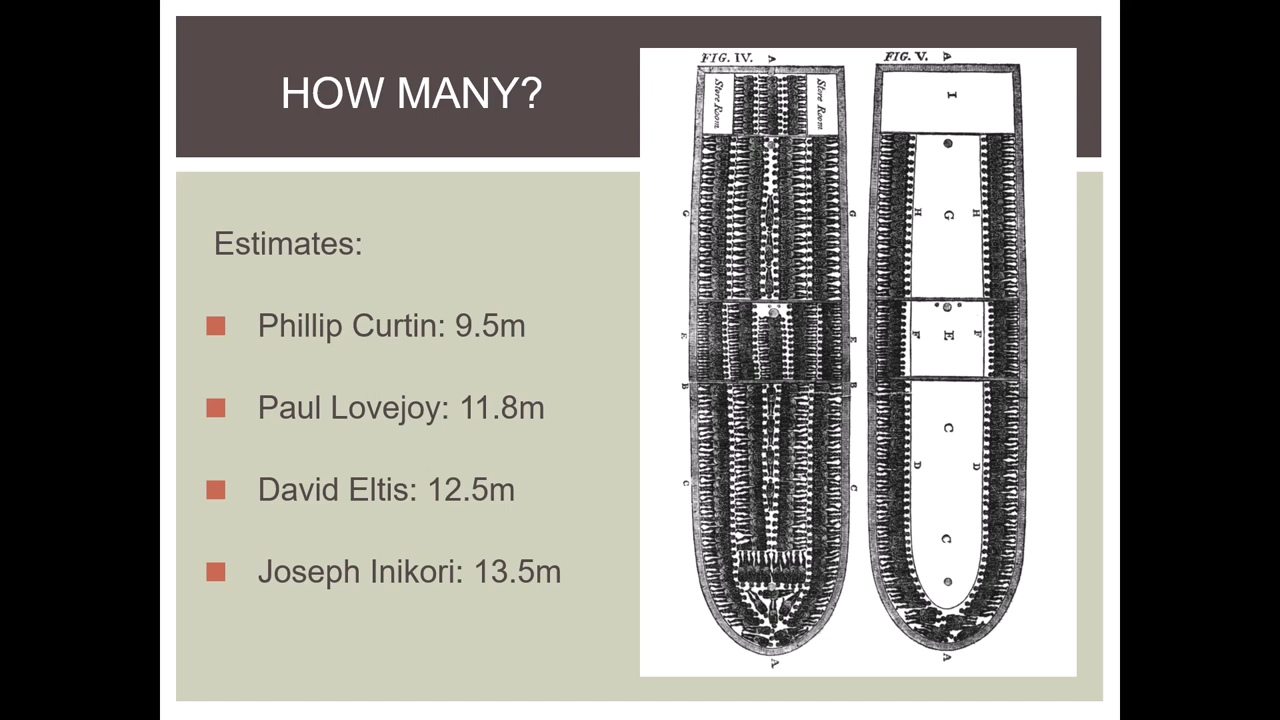 HOW MANY?
Estimates:
Phillip Curtin: 9.5m
Paul Lovejoy: 11.8m
David Eltis: 12.5m
Joseph Inikori: 13.5m
FIG. IV. A
Store Room
Store Room
G G
E E
B B
C C
A
FIG. V. A
I
H G H
F E F
C
D D
C
A